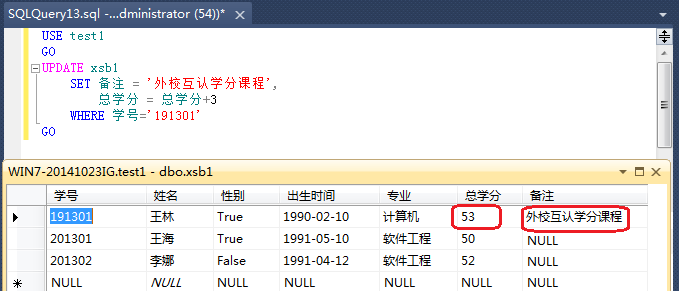 SQLQuery13.sql -...dministrator (54))*
USE test1
GO
UPDATE xsb1
SET 备注 = '外校互认学分课程',
总学分 = 总学分+3
WHERE 学号='191301'
GO
WIN7-20141023IG.test1 - dbo.xsb1
学号 姓名 性别 出生时间 专业 总学分 备注
191301 王林 True 1990-02-10 计算机 53 外校互认学分课程
201301 王海 True 1991-05-10 软件工程 50 NULL
201302 李娜 False 1991-04-12 软件工程 52 NULL
NULL NULL NULL NULL NULL NULL NULL